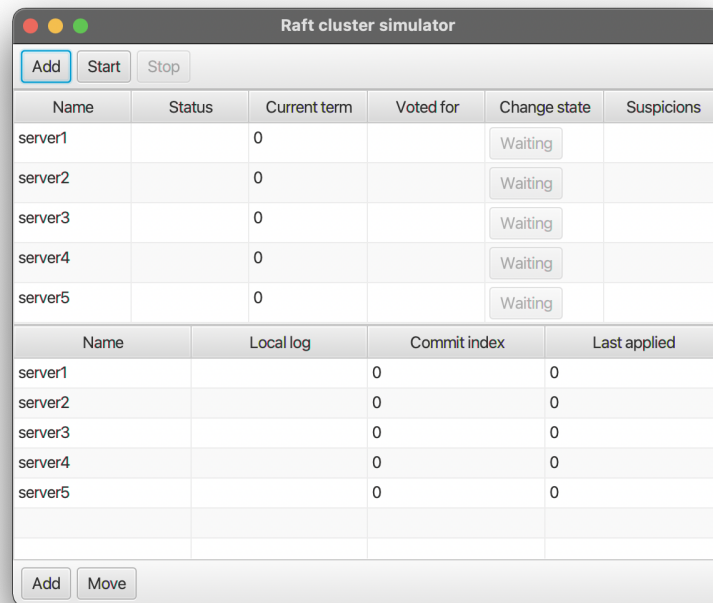 Raft cluster simulator
Add Start Stop
Name Status Current term Voted for Change state Suspicions
server1 0 Waiting
server2 0 Waiting
server3 0 Waiting
server4 0 Waiting
server5 0 Waiting
Name Local log Commit index Last applied
server1 0 0
server2 0 0
server3 0 0
server4 0 0
server5 0 0
Add Move